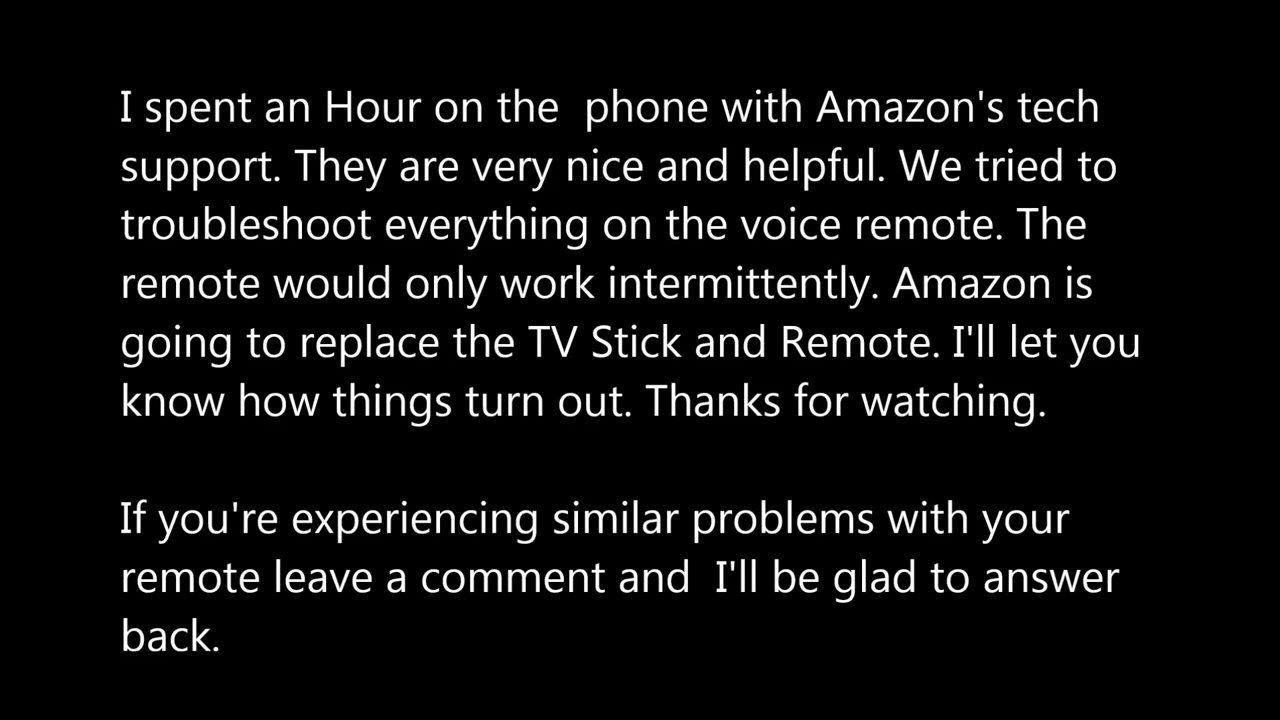 I spent an Hour on the  phone with Amazon's tech
support. They are very nice and helpful. We tried to
troubleshoot everything on the voice remote. The
remote would only work intermittently. Amazon is
going to replace the TV Stick and Remote. I'll let you
know how things turn out. Thanks for watching.
If you're experiencing similar problems with your
remote leave a comment and  I'll be glad to answer
back.